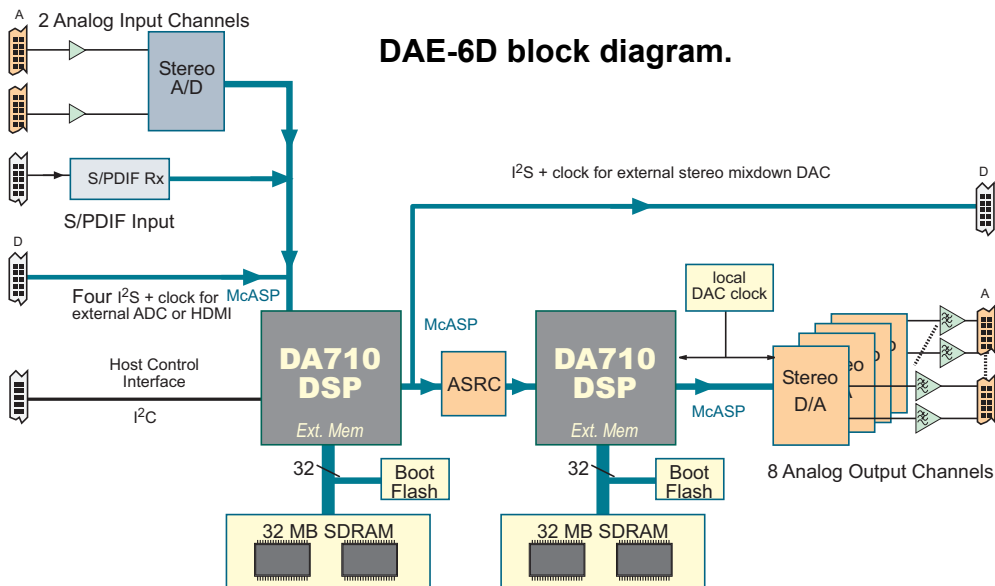 A
2 Analog Input Channels
DAE-6D block diagram.
Stereo
A/D
S/PDIF Rx
S/PDIF Input
I²S + clock for external stereo mixdown DAC
D
D
Four I²S + clock for
external ADC or HDMI
McASP
local
DAC clock
A
McASP
Host Control
Interface
I²C
DA710
DSP
Ext. Mem
ASRC
DA710
DSP
Ext. Mem
McASP
Stereo
D/A
eo
A
8 Analog Output Channels
32
Boot
Flash
32
Boot
Flash
32 MB SDRAM
32 MB SDRAM